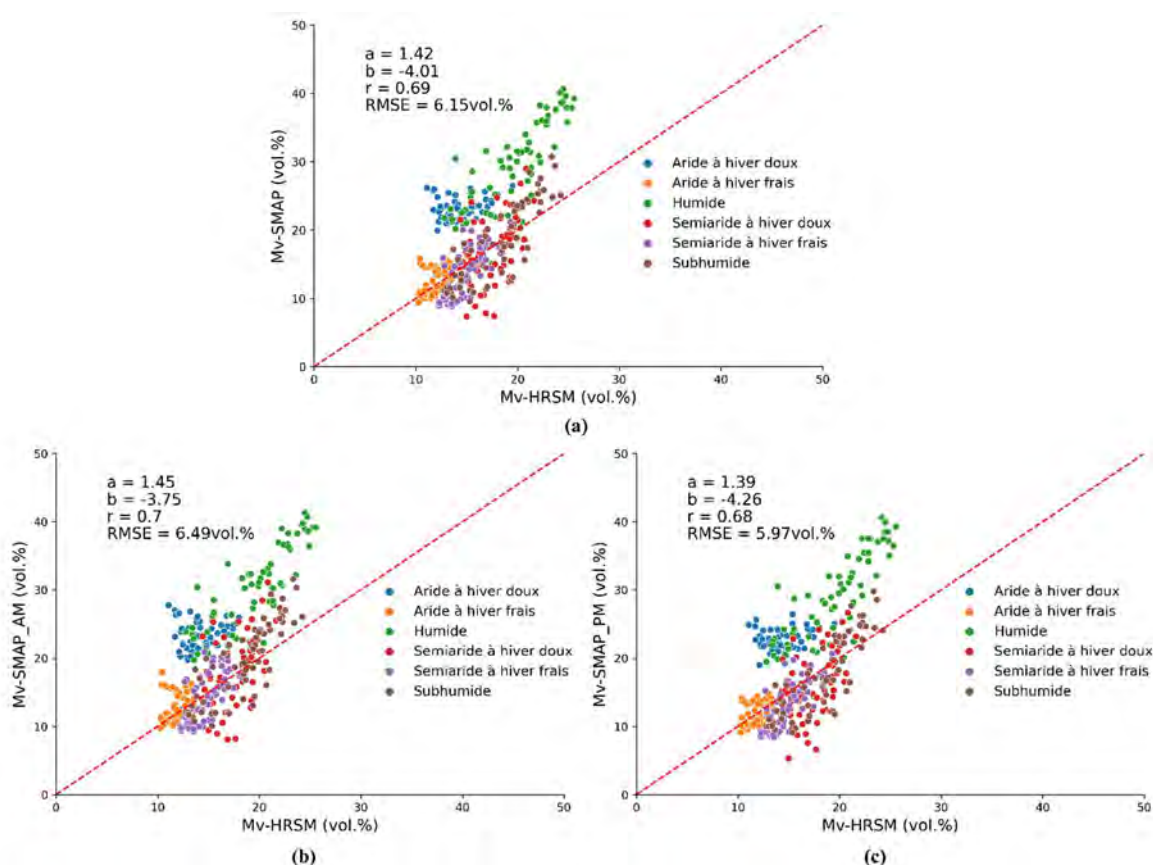 50
40
30
20
10
0
Mv-SMAP (vol.%)
a = 1.42
b = -4.01
r = 0.69
RMSE = 6.15vol.%
Aride à hiver doux
Aride à hiver frais
Humide
Semiaride à hiver doux
Semiaride à hiver frais
Subhumide
0 10 20 30 40 50
Mv-HRSM (vol.%)
(a)
50
40
30
20
10
0
Mv-SMAP_AM (vol.%)
a = 1.45
b = -3.75
r = 0.7
RMSE = 6.49vol.%
Aride à hiver doux
Aride à hiver frais
Humide
Semiaride à hiver doux
Semiaride à hiver frais
Subhumide
0 10 20 30 40 50
Mv-HRSM (vol.%)
(b)
50
40
30
20
10
0
Mv-SMAP_PM (vol.%)
a = 1.39
b = -4.26
r = 0.68
RMSE = 5.97vol.%
Aride à hiver doux
Aride à hiver frais
Humide
Semiaride à hiver doux
Semiaride à hiver frais
Subhumide
0 10 20 30 40 50
Mv-HRSM (vol.%)
(c)